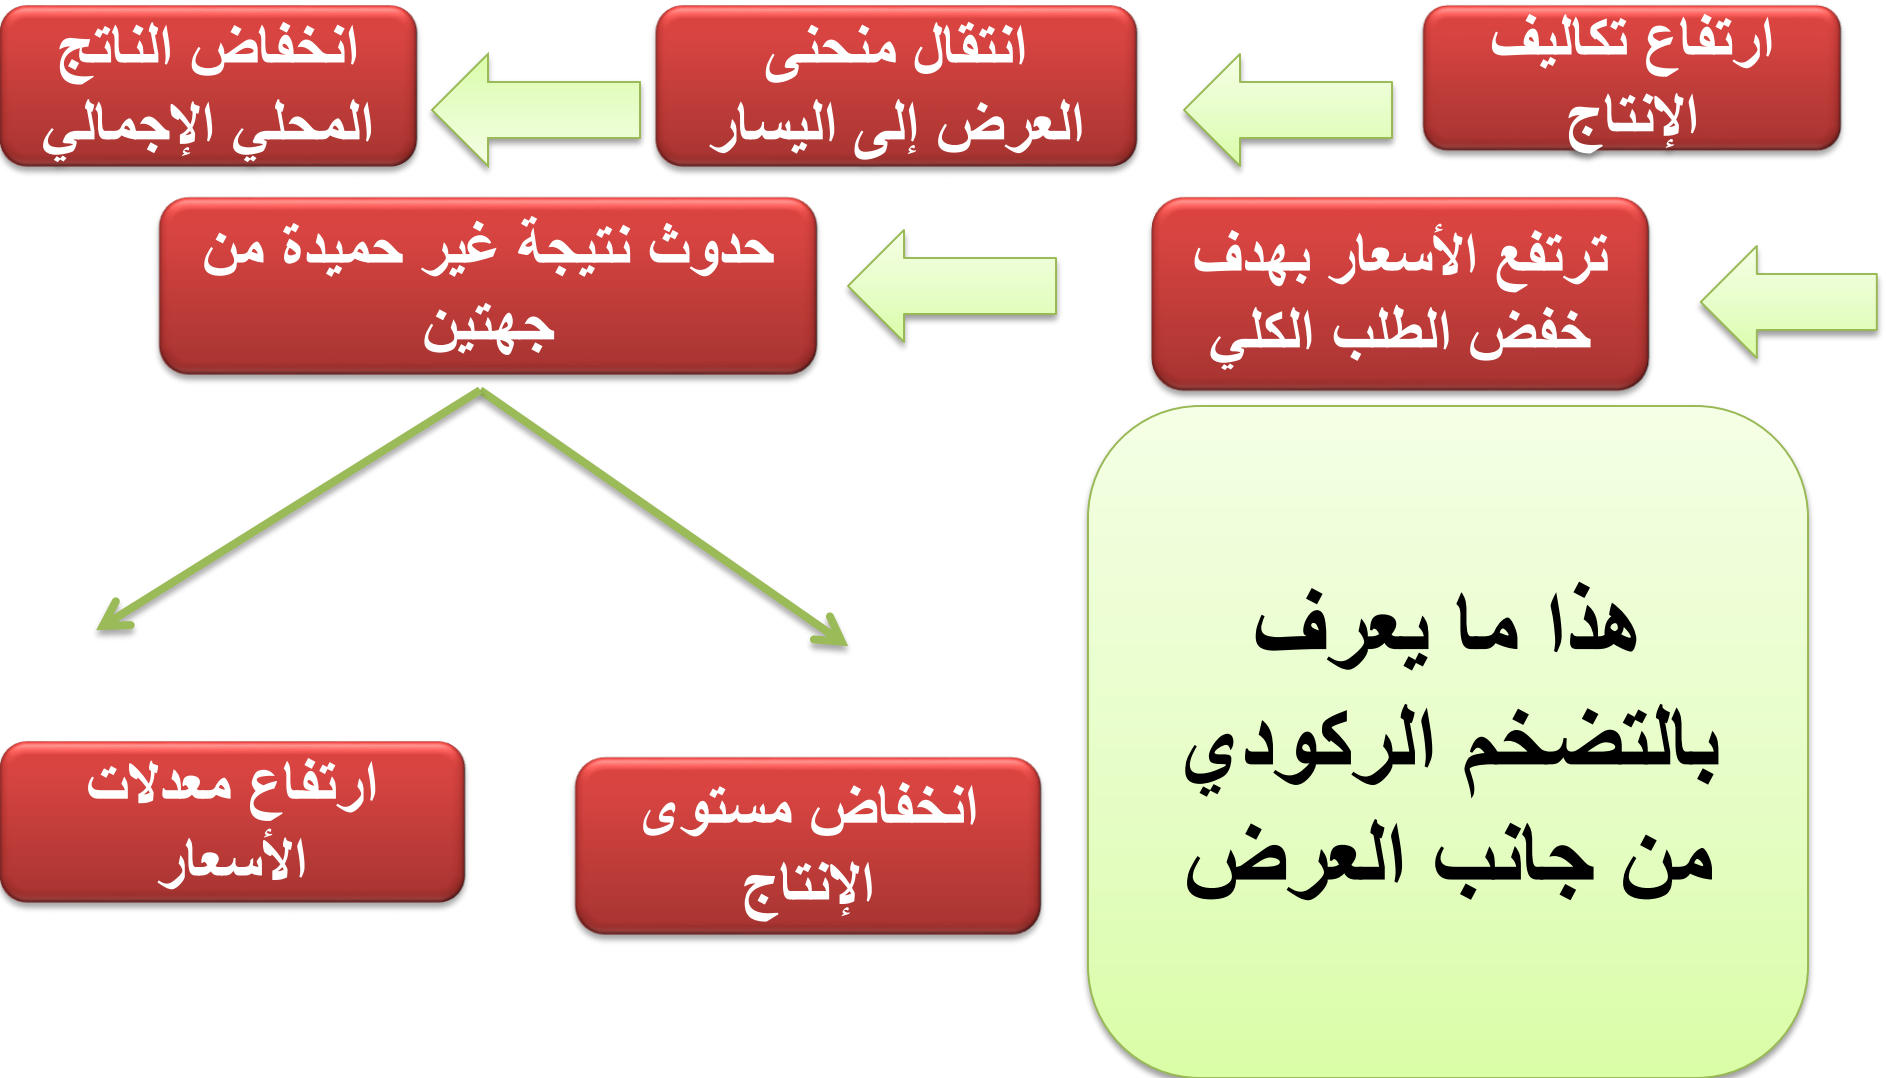 ارتفاع تكاليف
الإنتاج
انتقال منحنى
العرض إلى اليسار
انخفاض الناتج
المحلي الإجمالي
ترتفع الأسعار بهدف
خفض الطلب الكلي
حدوث نتيجة غير حميدة من
جهتين
هذا ما يعرف
بالتضخم الركودي
من جانب العرض
انخفاض مستوى
الإنتاج
ارتفاع معدلات
الأسعار